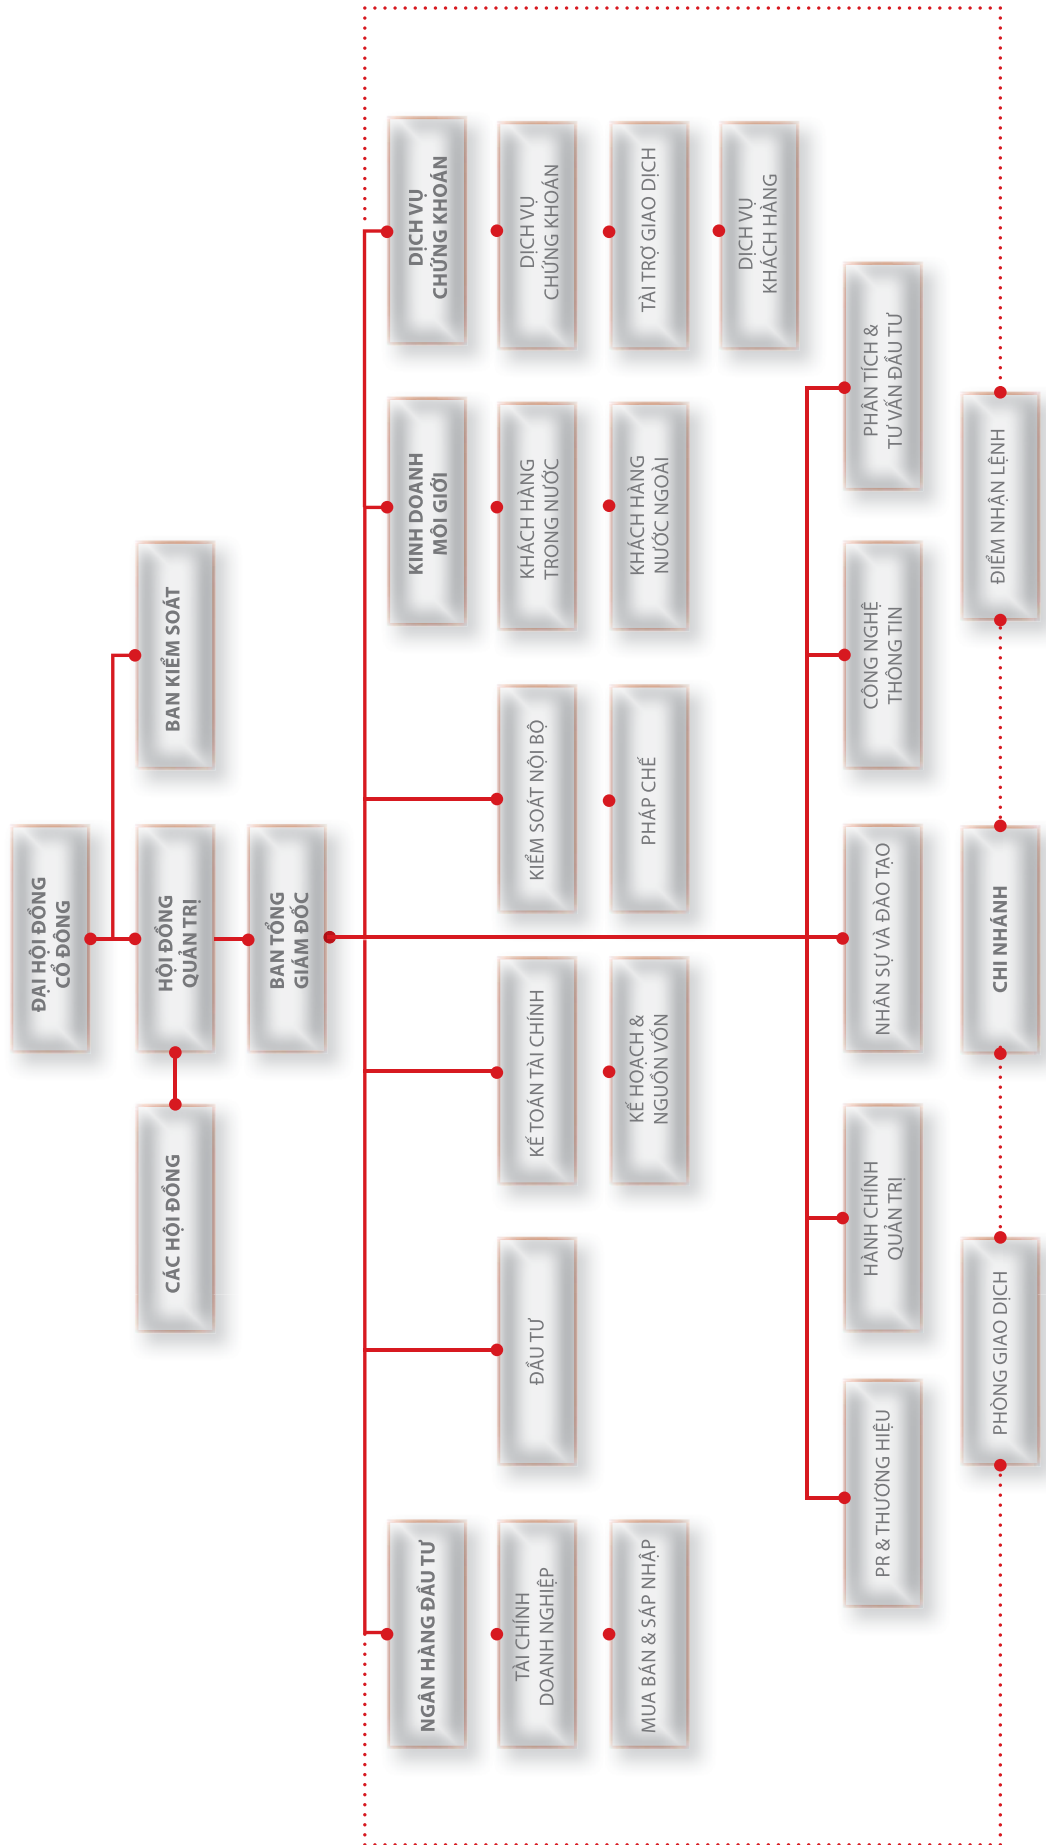 ĐẠI HỘI ĐỒNG
CỔ ĐÔNG
CÁC HỘI ĐỒNG
HỘI ĐỒNG
QUẢN TRỊ
BAN KIỂM SOÁT
BAN TỔNG
GIÁM ĐỐC
NGÂN HÀNG ĐẦU TƯ
KINH DOANH
MÔI GIỚI
DỊCH VỤ
CHỨNG KHOÁN
TÀI CHÍNH
DOANH NGHIỆP
ĐẦU TƯ
KẾ TOÁN TÀI CHÍNH
KIỂM SOÁT NỘI BỘ
KHÁCH HÀNG
TRONG NƯỚC
DỊCH VỤ
CHỨNG KHOÁN
MUA BÁN & SÁP NHẬP
KẾ HOẠCH &
NGUỒN VỐN
PHÁP CHẾ
KHÁCH HÀNG
NƯỚC NGOÀI
TÀI TRỢ GIAO DỊCH
DỊCH VỤ
KHÁCH HÀNG
PR & THƯƠNG HIỆU
HÀNH CHÍNH
QUẢN TRỊ
NHÂN SỰ VÀ ĐÀO TẠO
CÔNG NGHỆ
THÔNG TIN
PHÂN TÍCH &
TƯ VẤN ĐẦU TƯ
PHÒNG GIAO DỊCH
CHI NHÁNH
ĐIỂM NHẬN LỆNH